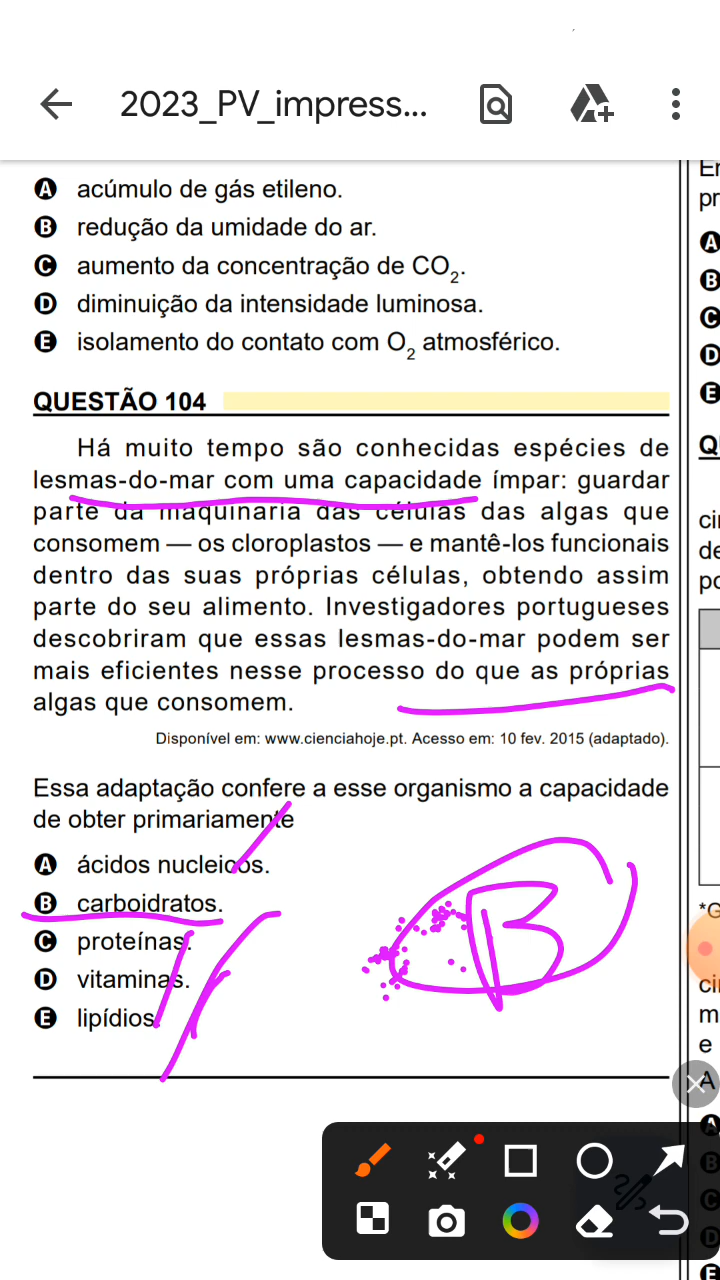 2023_PV_impress...
A acúmulo de gás etileno.
B redução da umidade do ar.
C aumento da concentração de CO2.
D diminuição da intensidade luminosa.
E isolamento do contato com O2 atmosférico.
QUESTÃO 104
Há muito tempo são conhecidas espécies de
lesmas-do-mar com uma capacidade ímpar: guardar
parte da maquinaria das células das algas que
consomem — os cloroplastos — e mantê-los funcionais
dentro das suas próprias células, obtendo assim
parte do seu alimento. Investigadores portugueses
descobriram que essas lesmas-do-mar podem ser
mais eficientes nesse processo do que as próprias
algas que consomem.
Disponível em: www.cienciahoje.pt. Acesso em: 10 fev. 2015 (adaptado).
Essa adaptação confere a esse organismo a capacidade
de obter primariamente
A ácidos nucleicos.
B carboidratos.
C proteínas.
D vitaminas.
E lipídios.
B
A
B
C
D
E
A
A
B
C
D
E